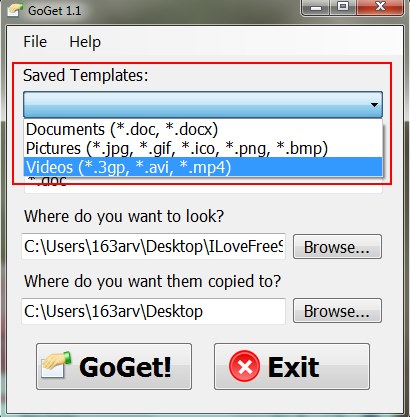 GoGet 1.1
File Help
Saved Templates:
Documents (*.doc, *.docx)
Pictures (*.jpg, *.gif, *.ico, *.png, *.bmp)
Videos (*.3gp, *.avi, *.mp4)
*.doc
Where do you want to look?
C:\Users\163arv\Desktop\ILoveFreeS Browse...
Where do you want them copied to?
C:\Users\163arv\Desktop Browse...
GoGet! Exit